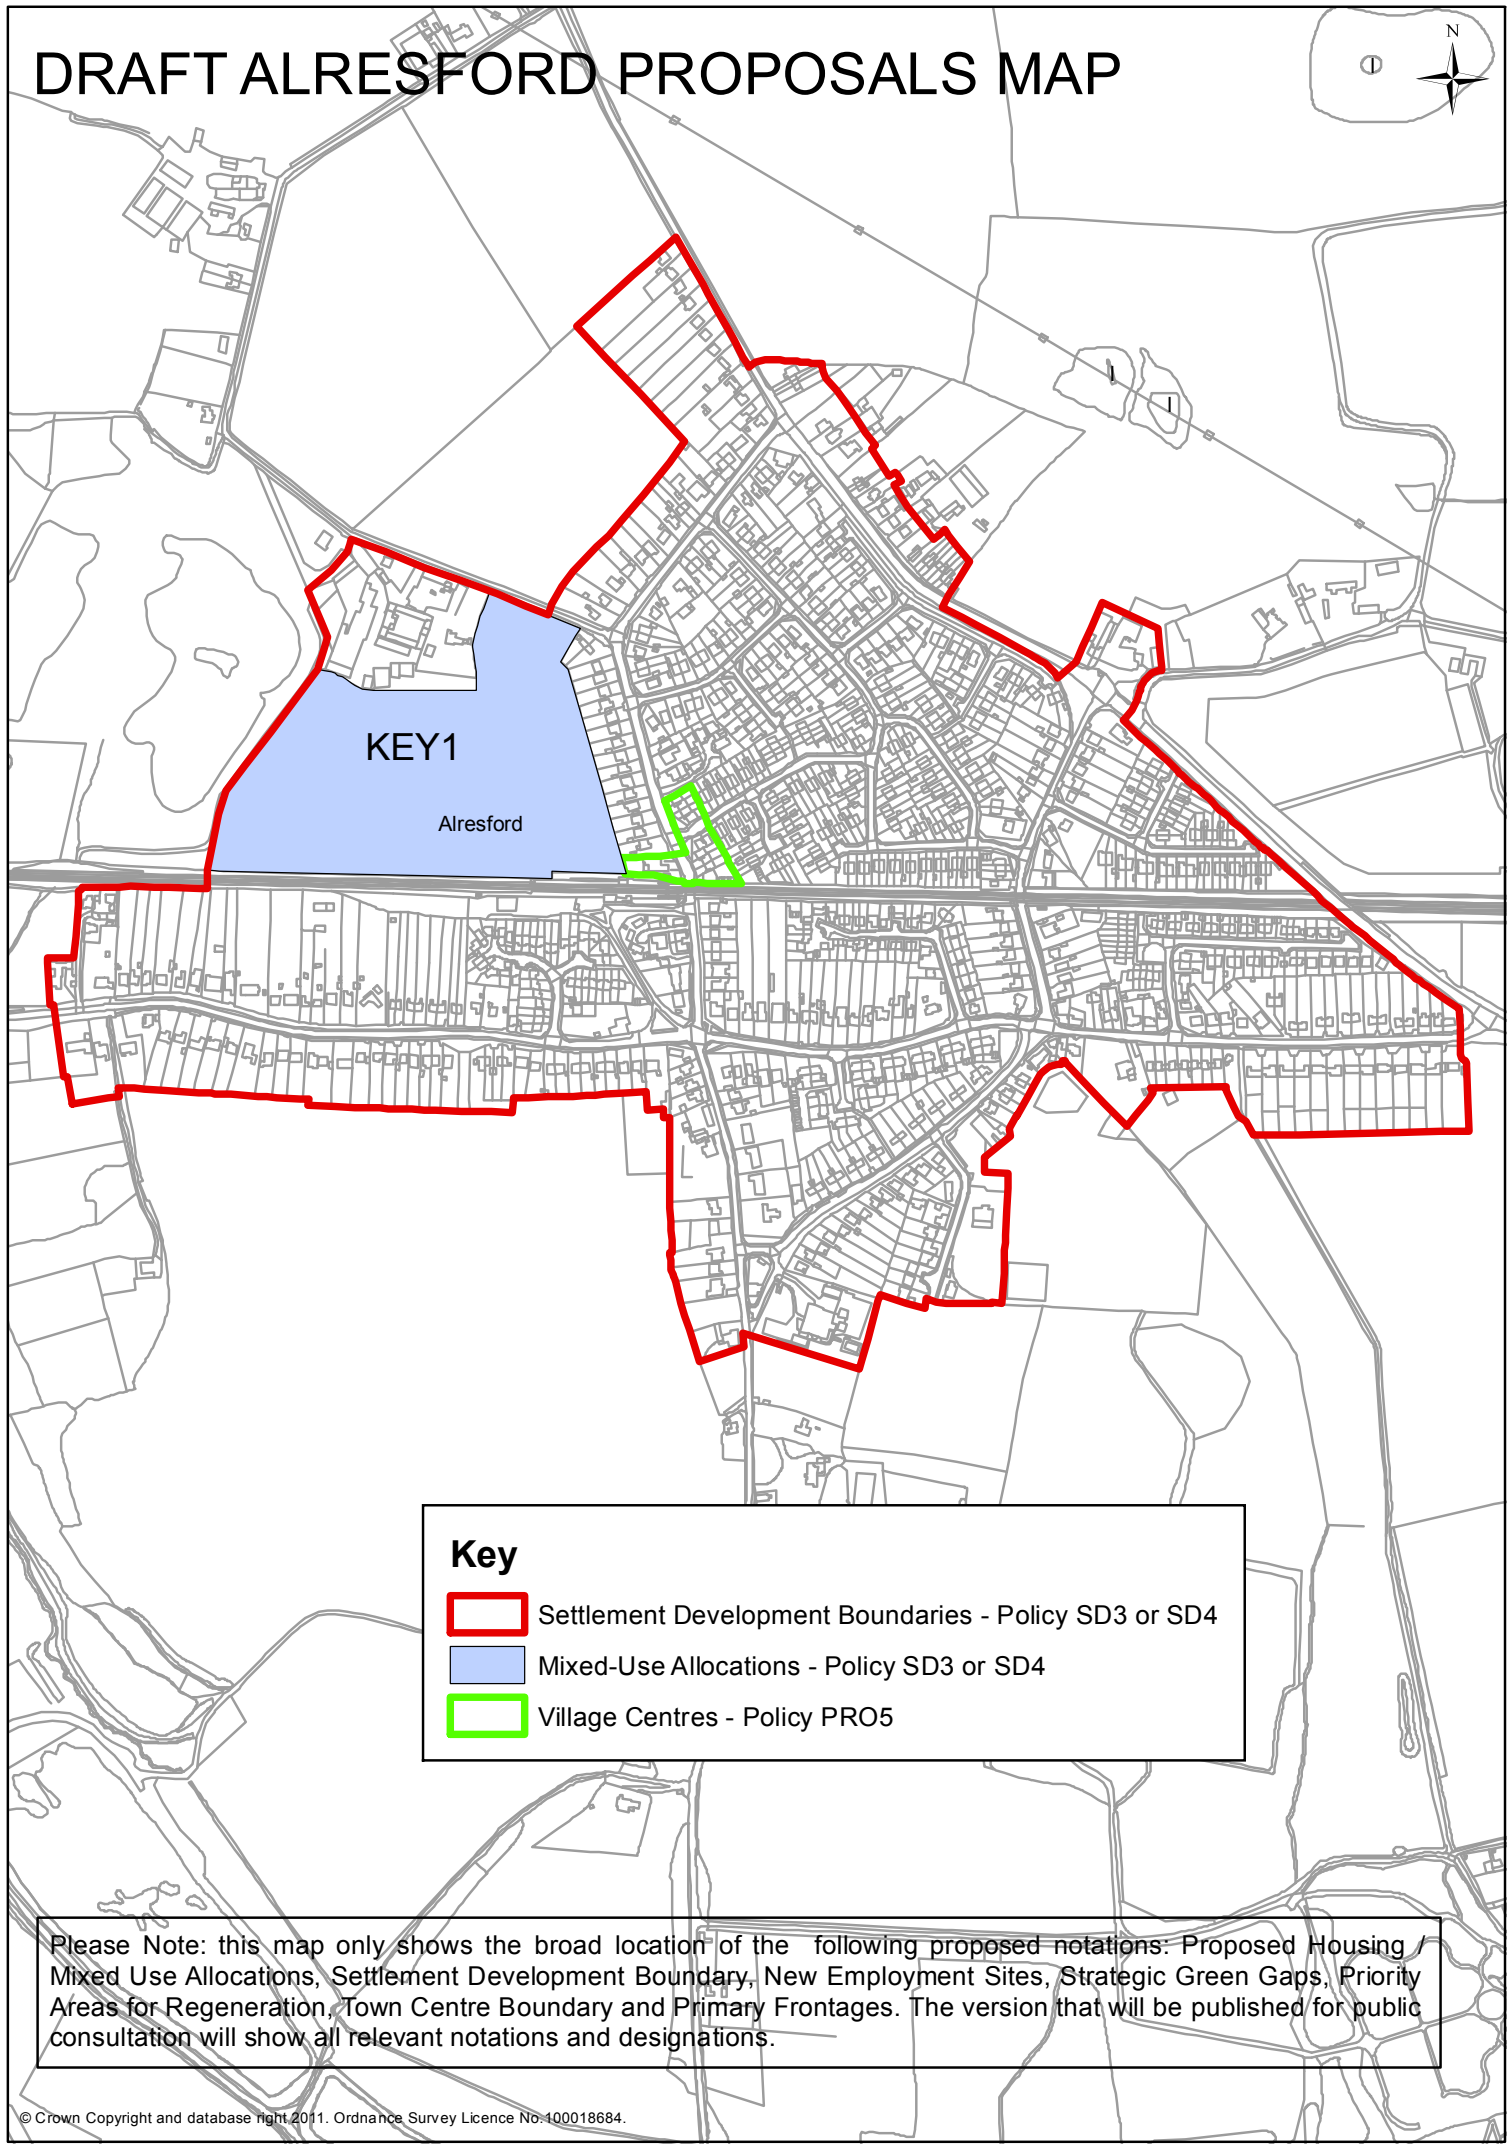 DRAFT ALRESFORD PROPOSALS MAP
N
KEY1
Alresford
Key
Settlement Development Boundaries - Policy SD3 or SD4
Mixed-Use Allocations - Policy SD3 or SD4
Village Centres - Policy PRO5
Please Note: this map only shows the broad location of the following proposed notations: Proposed Housing /
Mixed Use Allocations, Settlement Development Boundary, New Employment Sites, Strategic Green Gaps, Priority
Areas for Regeneration, Town Centre Boundary and Primary Frontages. The version that will be published for public
consultation will show all relevant notations and designations.
© Crown Copyright and database right 2011. Ordnance Survey Licence No.100018684.